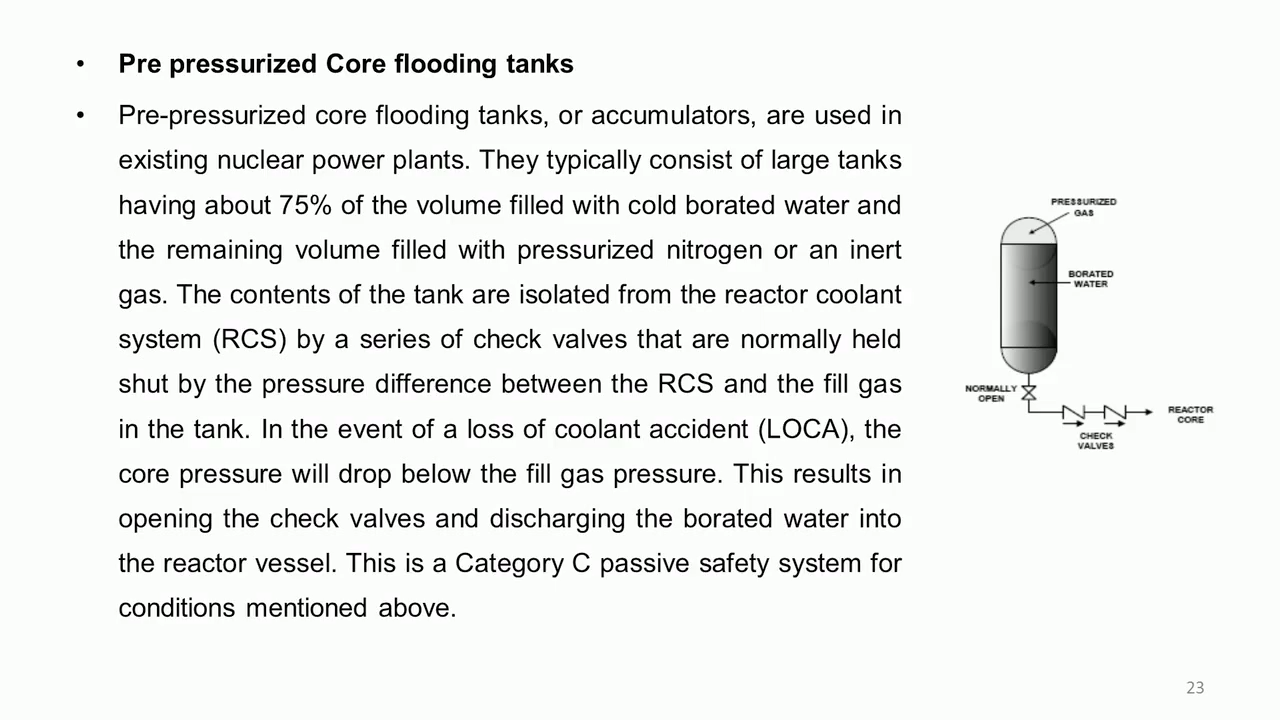 • Pre pressurized Core flooding tanks
• Pre-pressurized core flooding tanks, or accumulators, are used in
existing nuclear power plants. They typically consist of large tanks
having about 75% of the volume filled with cold borated water and
the remaining volume filled with pressurized nitrogen or an inert
gas. The contents of the tank are isolated from the reactor coolant
system (RCS) by a series of check valves that are normally held
shut by the pressure difference between the RCS and the fill gas
in the tank. In the event of a loss of coolant accident (LOCA), the
core pressure will drop below the fill gas pressure. This results in
opening the check valves and discharging the borated water into
the reactor vessel. This is a Category C passive safety system for
conditions mentioned above.
PRESSURIZED
GAS
BORATED
WATER
NORMALLY
OPEN
REACTOR
CORE
CHECK
VALVES
23